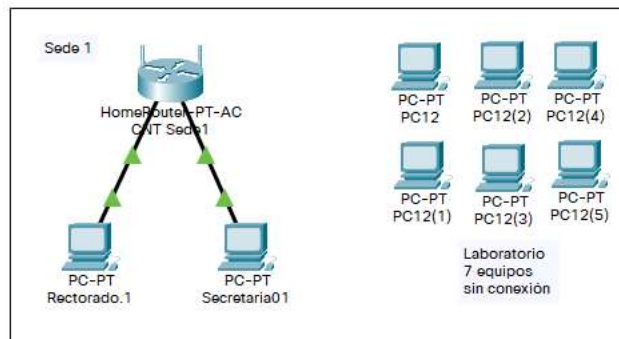 Sede 1
HomeRouter-PT-AC
CNT Sede1
PC-PT
Rectorado.1
PC-PT
Secretaria01
PC-PT
PC12
PC-PT
PC12(2)
PC-PT
PC12(4)
PC-PT
PC12(1)
PC-PT
PC12(3)
PC-PT
PC12(5)
Laboratorio
7 equipos
sin conexión